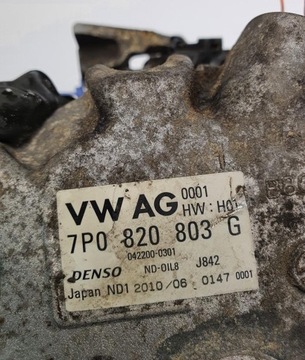 VW AG 0001
HW : H01
7P0 820 803 G
042200-0301
DENSO ND-OIL8 J842
Japan ND1 2010/06 0147 0001